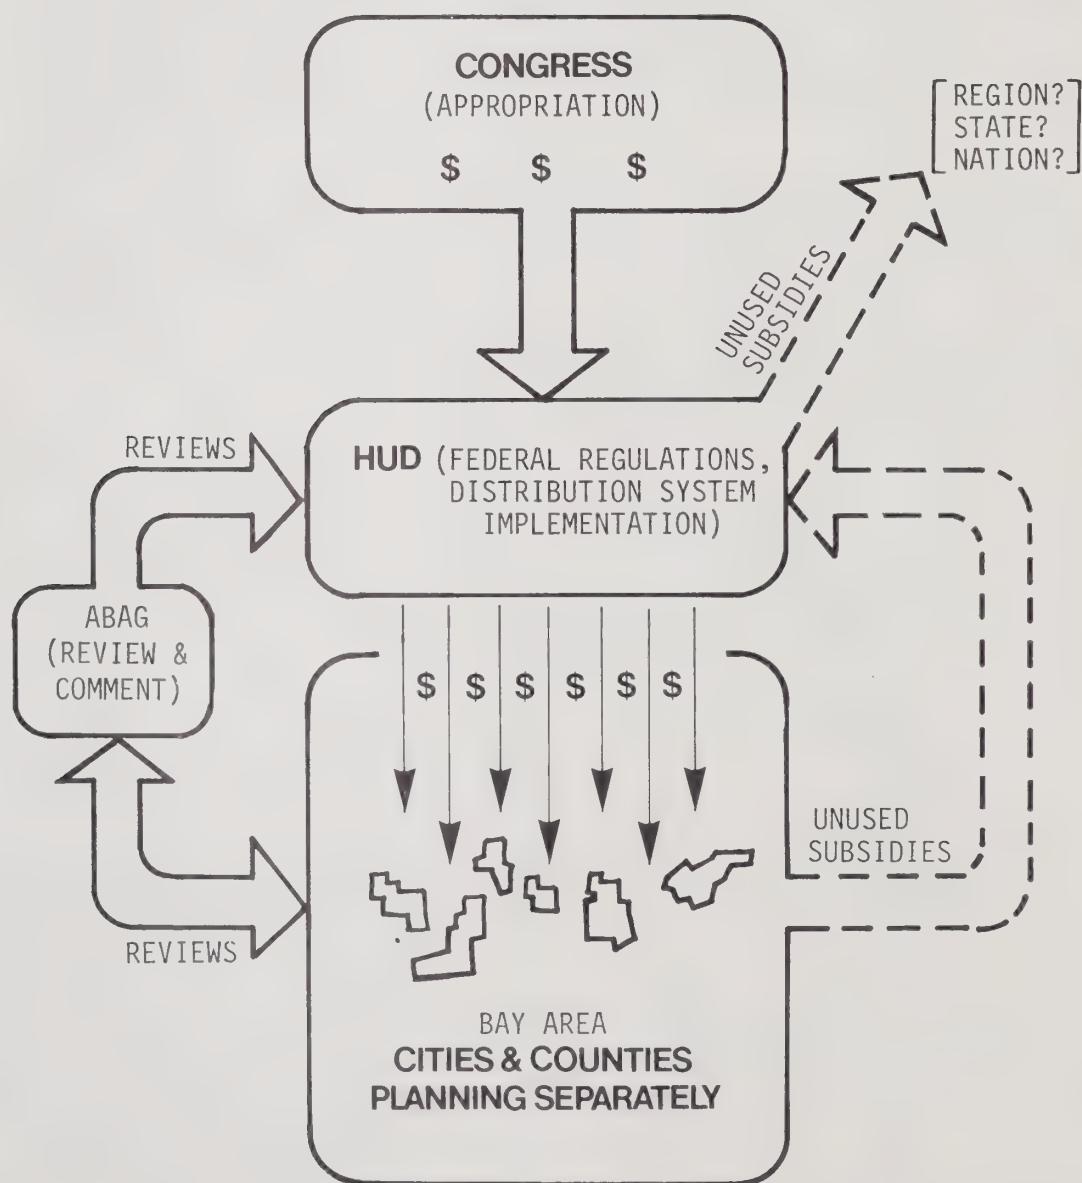 CONGRESS
(APPROPRIATION)
$ $ $
[REGION?
STATE?
NATION?]
UNUSED
SUBSIDIES
REVIEWS
HUD (FEDERAL REGULATIONS,
DISTRIBUTION SYSTEM
IMPLEMENTATION)
ABAG
(REVIEW &
COMMENT)
$ $ $ $ $ $
UNUSED
SUBSIDIES
REVIEWS
BAY AREA
CITIES & COUNTIES
PLANNING SEPARATELY